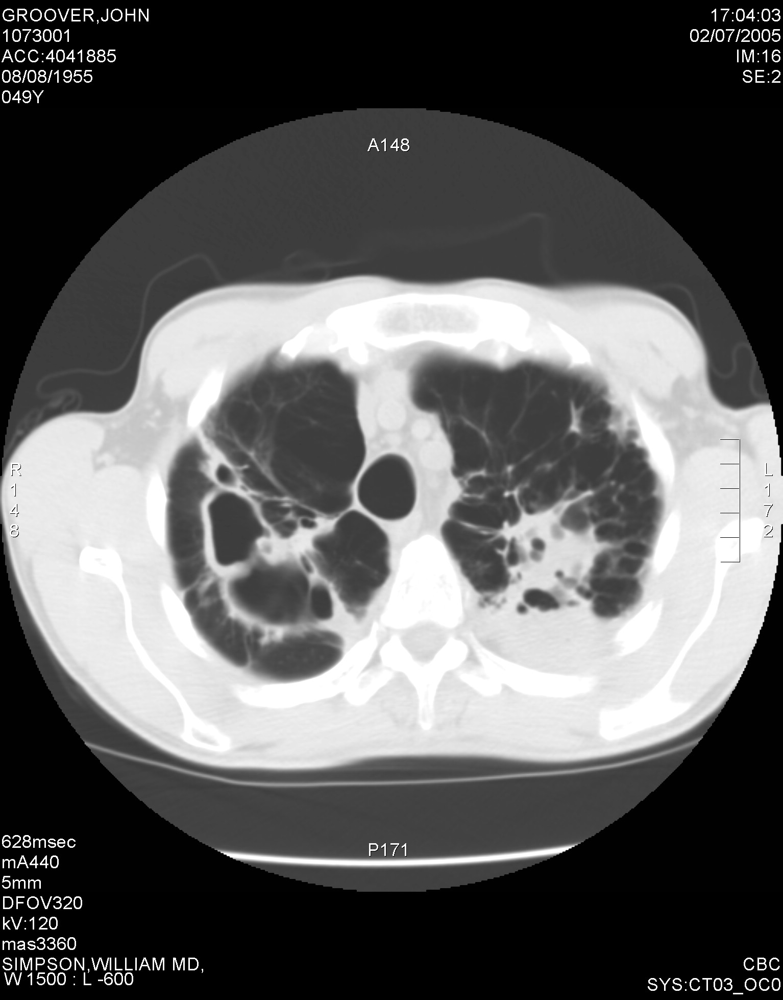 GROOVER,JOHN
1073001
ACC:4041885
08/08/1955
049Y
17:04:03
02/07/2005
IM:16
SE:2
A148
R
1
4
8
L
1
7
2
P171
628msec
mA440
5mm
DFOV320
kV:120
mas3360
SIMPSON,WILLIAM MD,
W 1500 : L -600
CBC
SYS:CT03_OC0